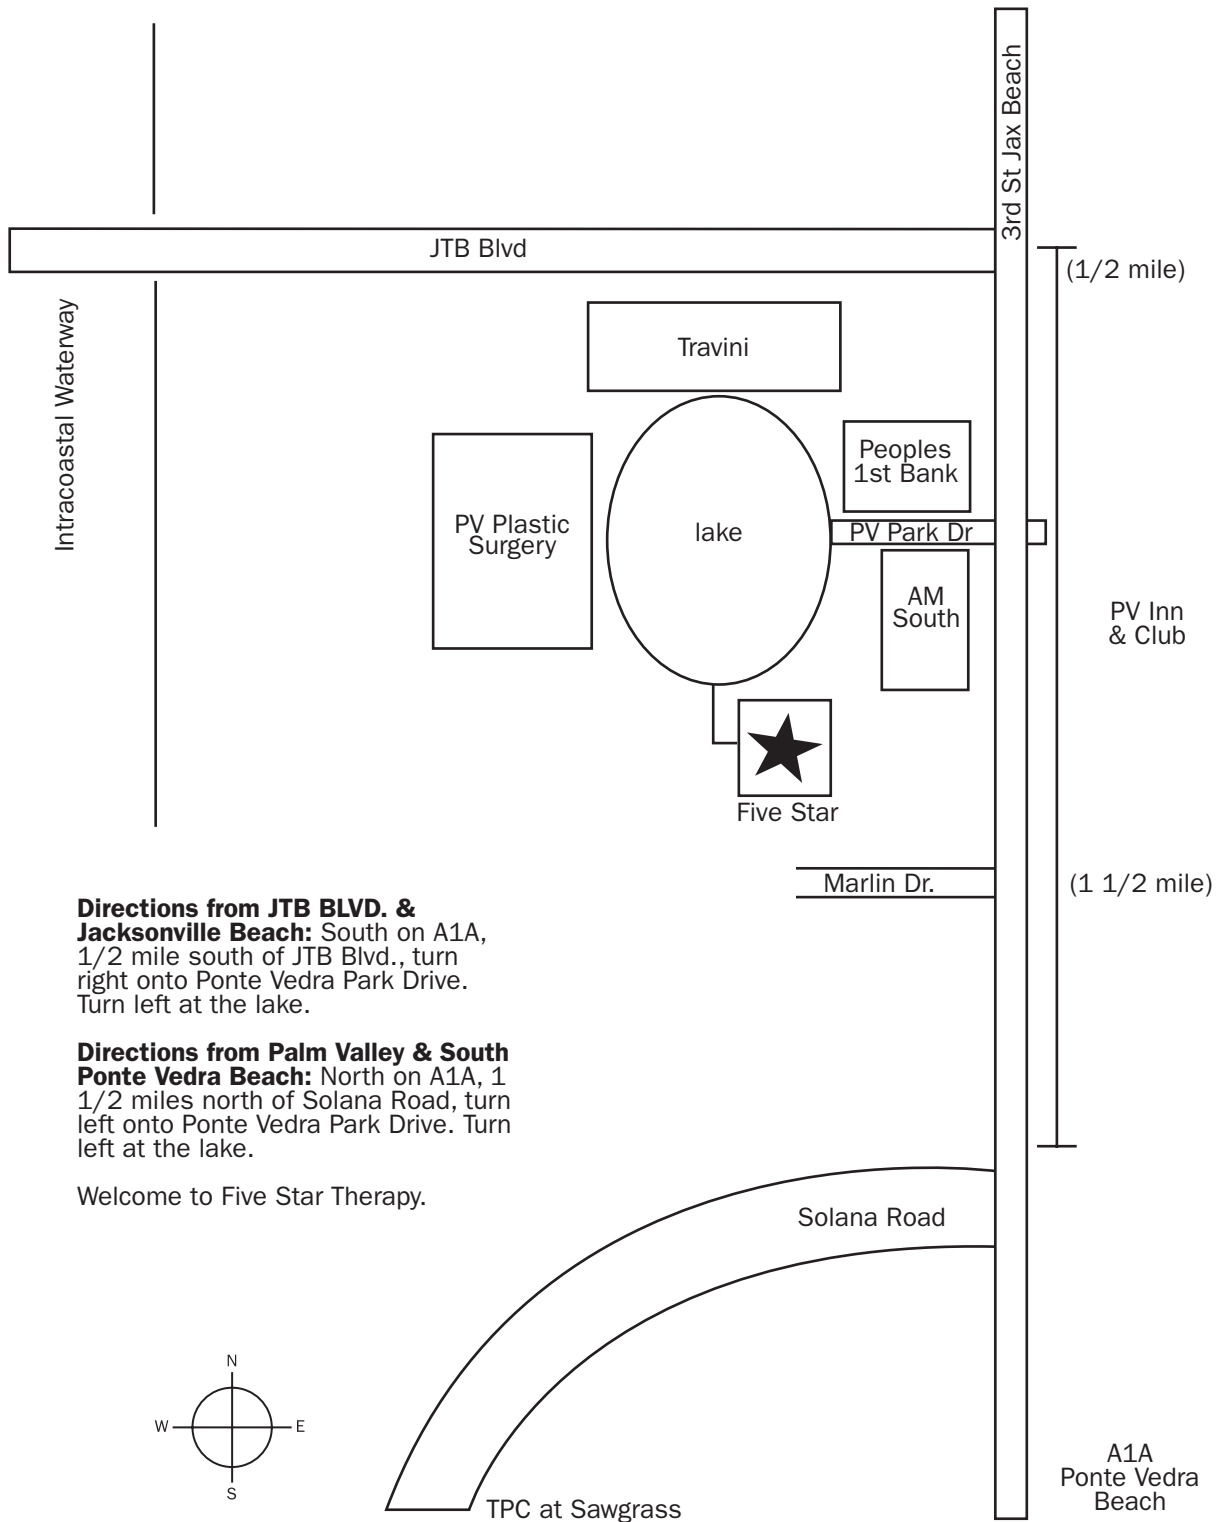 3rd St Jax Beach
JTB Blvd
(1/2 mile)
Intracoastal Waterway
Travini
Peoples
1st Bank
PV Plastic
Surgery
lake
PV Park Dr
AM
South
PV Inn
& Club
Five Star
Marlin Dr.
(1 1/2 mile)
Directions from JTB BLVD. &
Jacksonville Beach: South on A1A,
1/2 mile south of JTB Blvd., turn
right onto Ponte Vedra Park Drive.
Turn left at the lake.
Directions from Palm Valley & South
Ponte Vedra Beach: North on A1A, 1
1/2 miles north of Solana Road, turn
left onto Ponte Vedra Park Drive. Turn
left at the lake.
Welcome to Five Star Therapy.
Solana Road
N
W
E
S
TPC at Sawgrass
A1A
Ponte Vedra
Beach